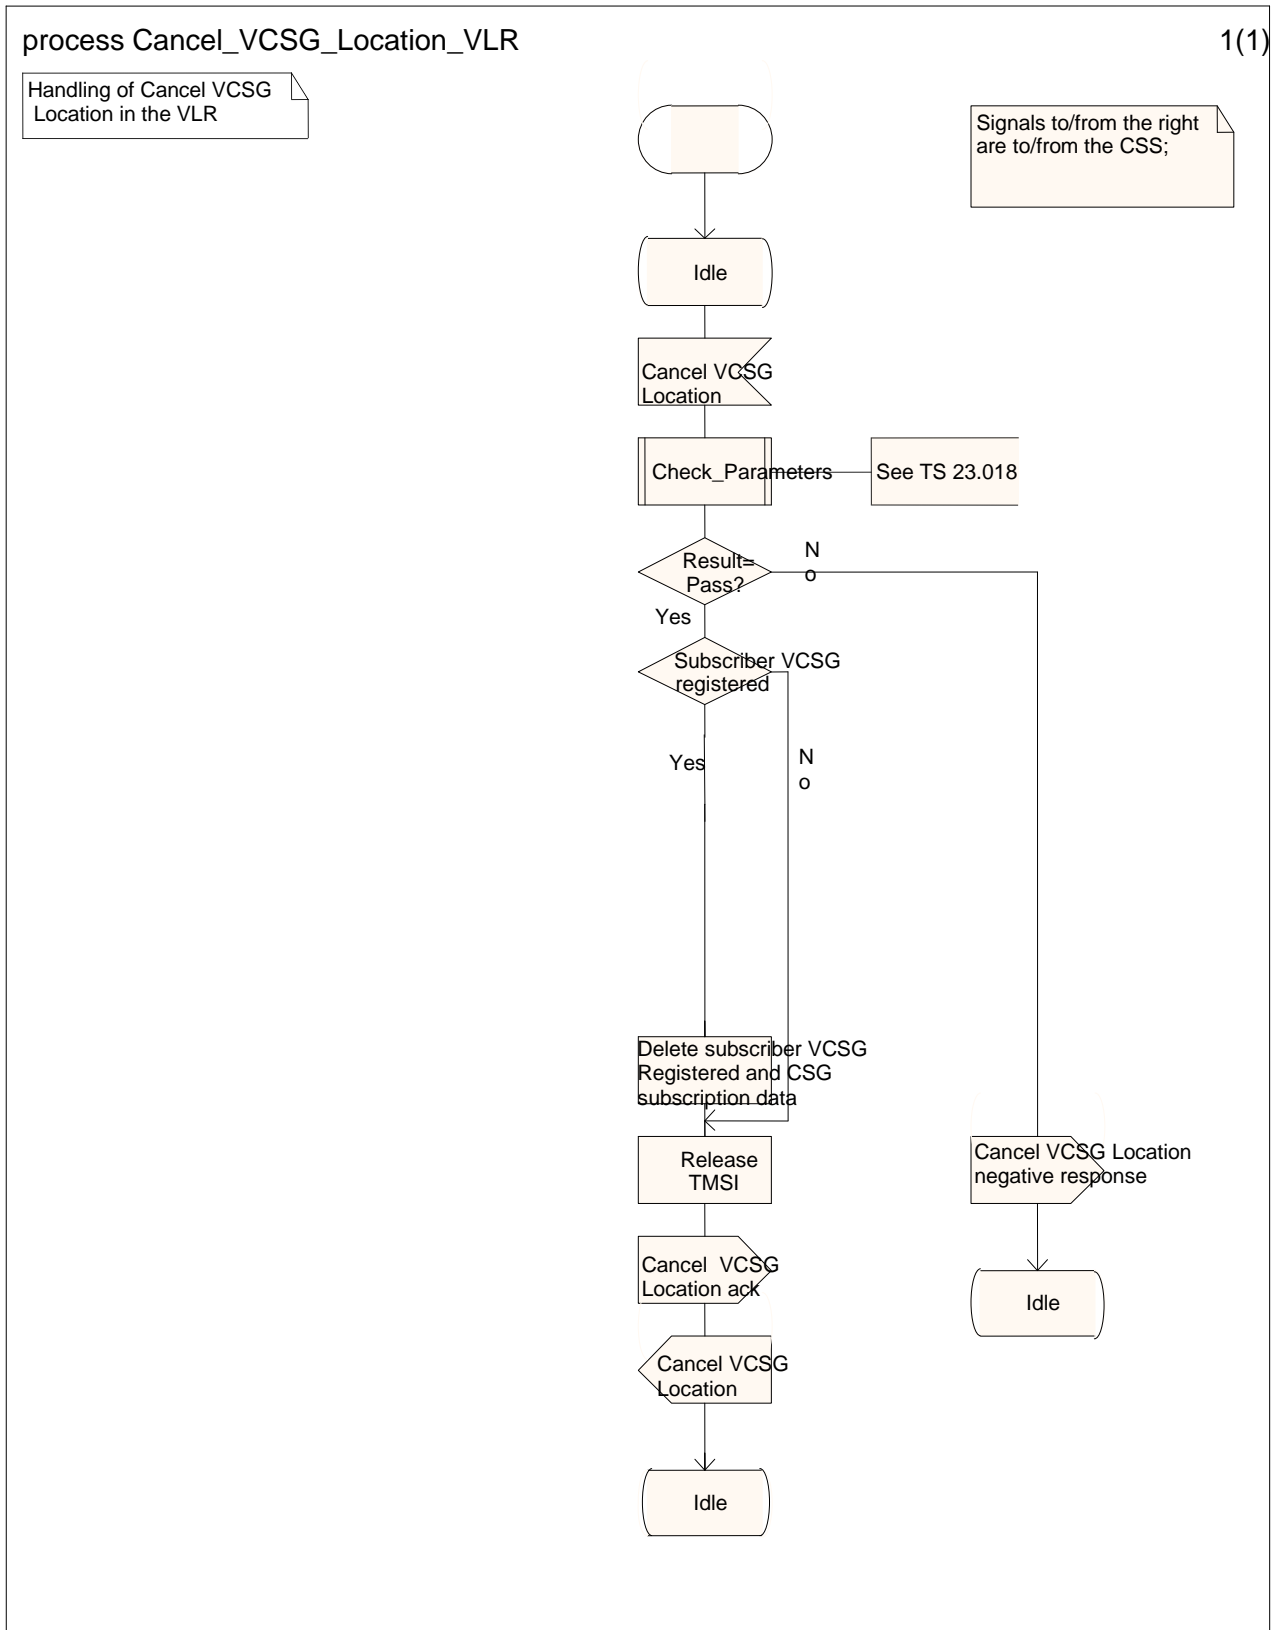 process Cancel_VCSG_Location_VLR
1(1)
Handling of Cancel VCSG
Location in the VLR
Signals to/from the right
are to/from the CSS;
Idle
Cancel VCSG
Location
Check_Parameters
See TS 23.018
Result=
Pass?
N
o
Yes
Subscriber VCSG
registered
Yes
N
o
Delete subscriber VCSG
Registered and CSG
subscription data
Release
TMSI
Cancel VCSG Location
negative response
Cancel  VCSG
Location ack
Idle
Cancel VCSG
Location
Idle